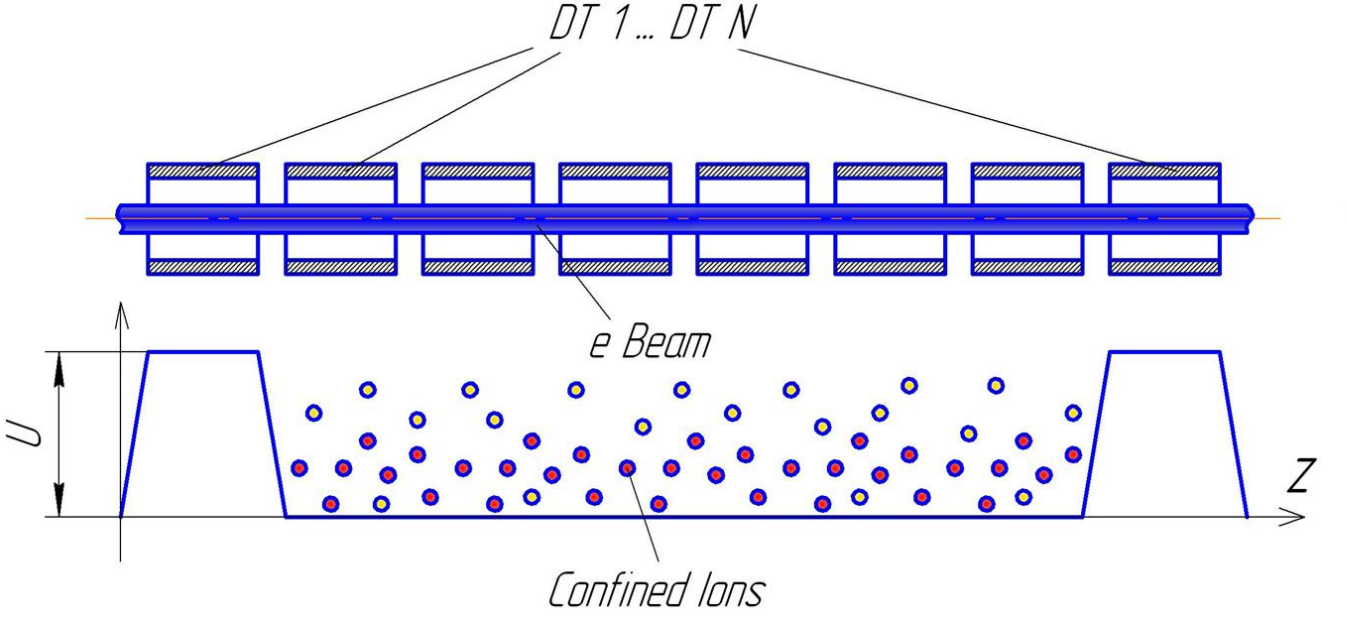 DT 1... DT N
e Beam
U
Z
Confined Ions